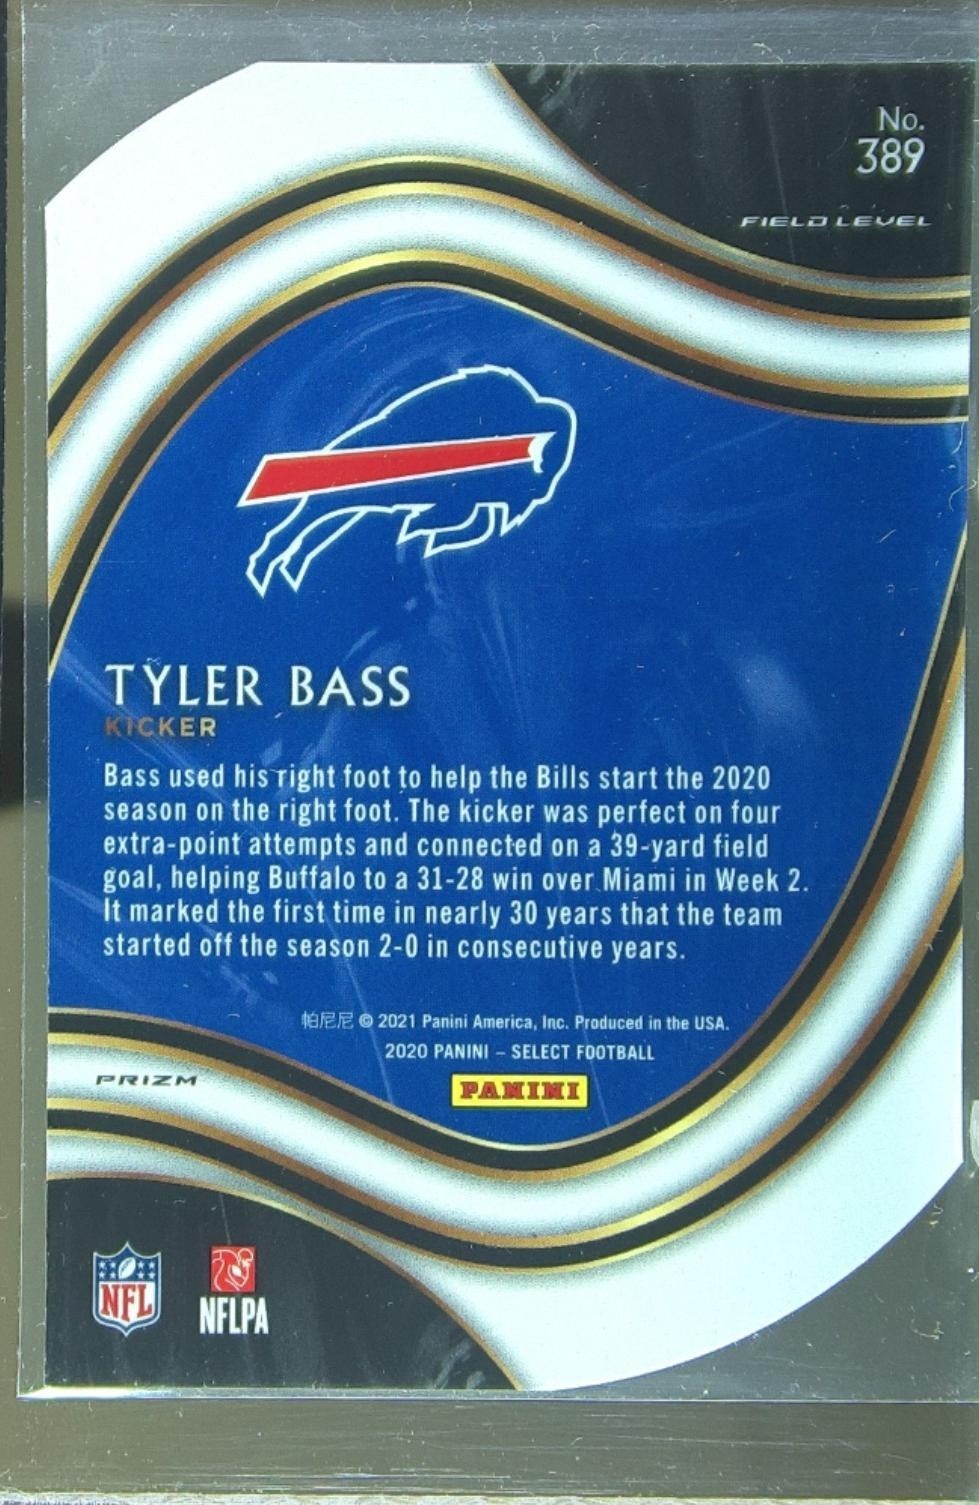 No.
389
FIELD LEVEL
TYLER BASS
KICKER
Bass used his right foot to help the Bills start the 2020
season on the right foot. The kicker was perfect on four
extra-point attempts and connected on a 39-yard field
goal, helping Buffalo to a 31-28 win over Miami in Week 2.
It marked the first time in nearly 30 years that the team
started off the season 2-0 in consecutive years.
帕尼尼 © 2021 Panini America, Inc. Produced in the USA.
2020 PANINI – SELECT FOOTBALL
PANINI
PRIZM
NFL
NFLPA